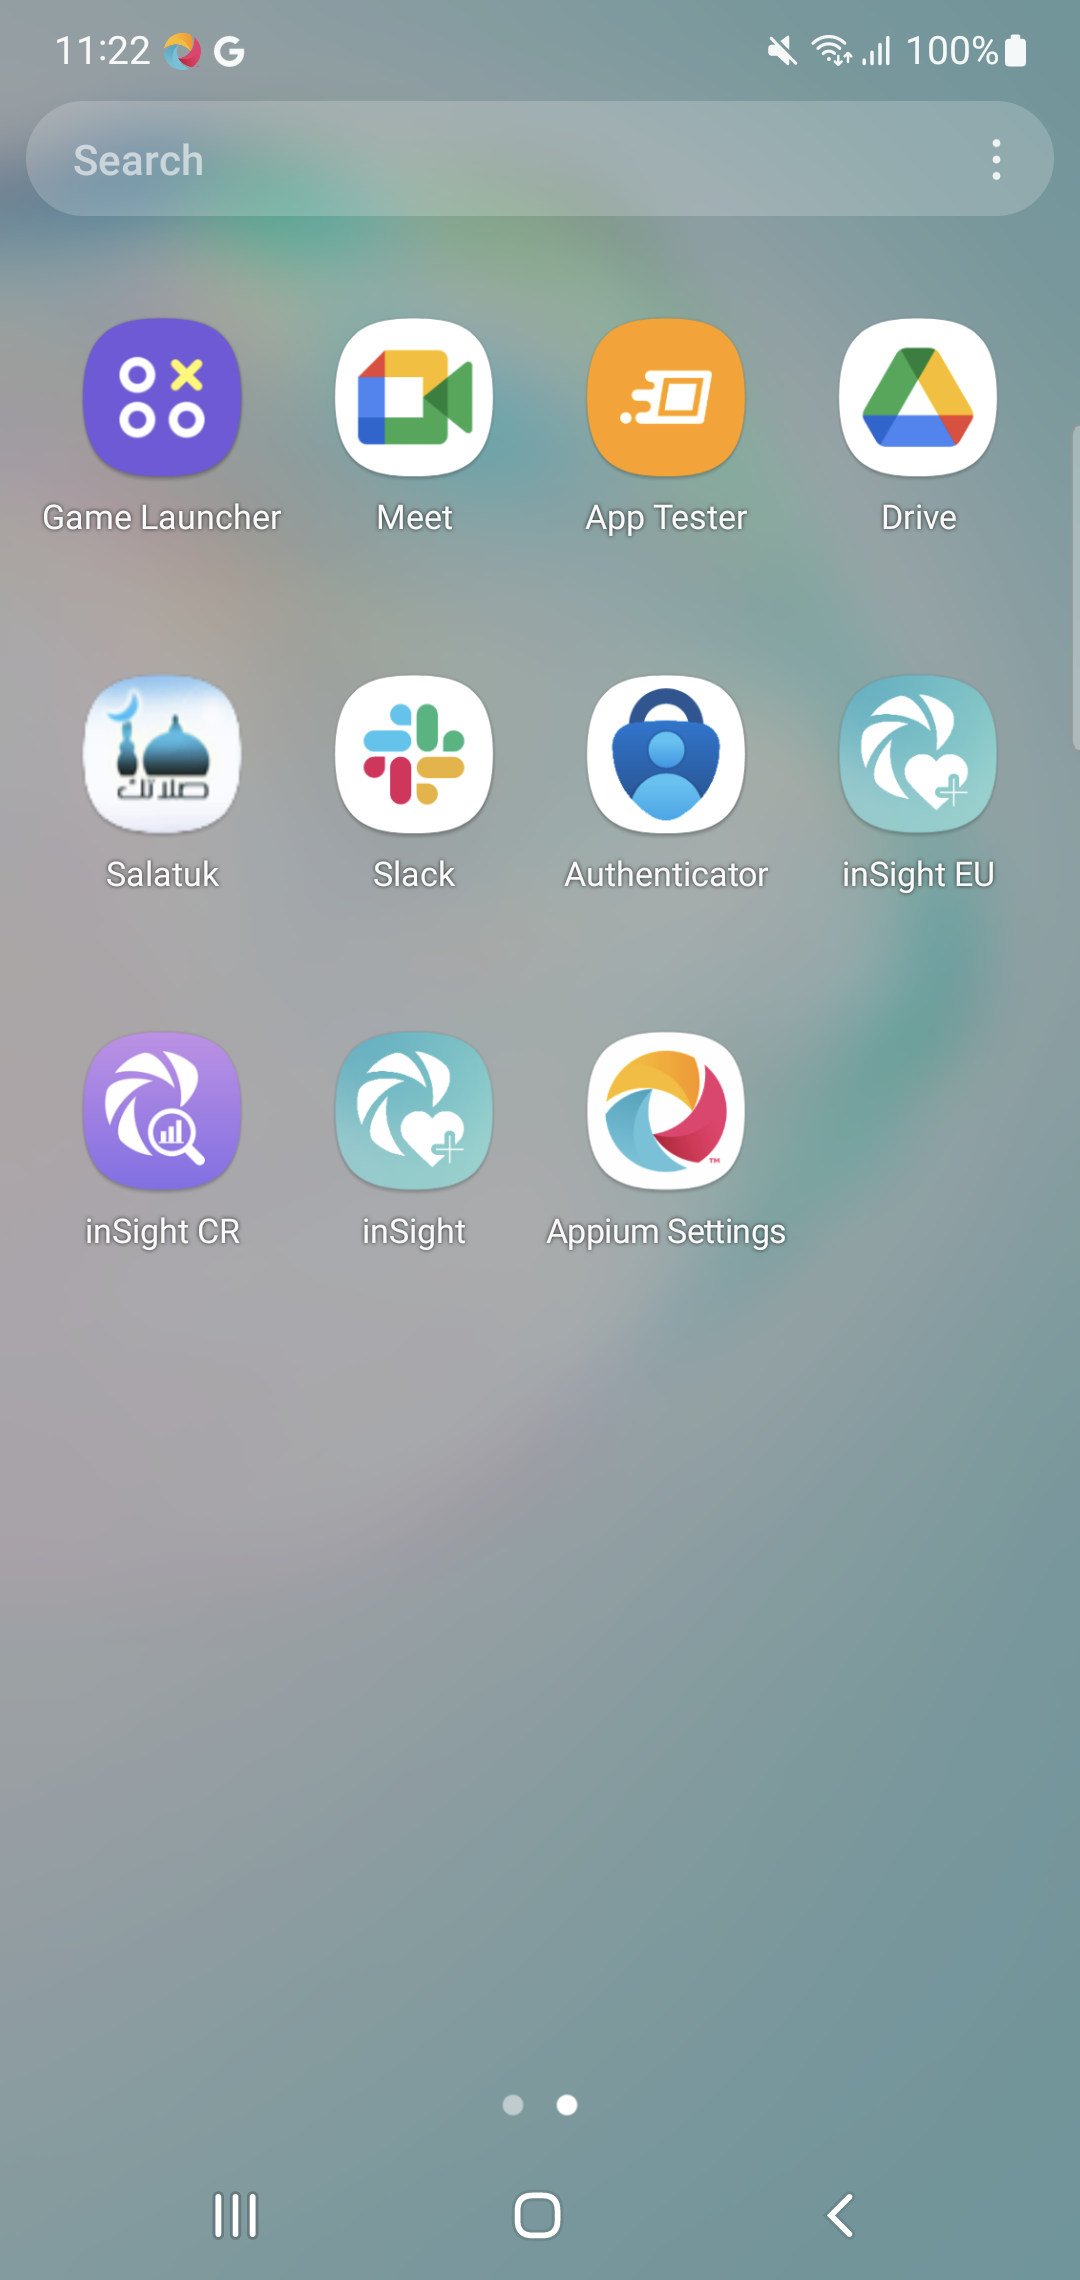 11:22 G 100%
Search
Game Launcher Meet App Tester Drive
صلاتك
Salatuk Slack Authenticator inSight EU
TM
inSight CR inSight Appium Settings